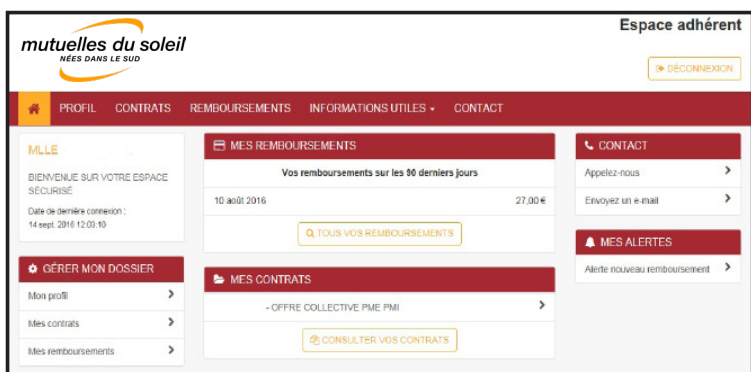 mutuelles du soleil
NÉES DANS LE SUD
Espace adhérent
DÉCONNEXION
PROFIL CONTRATS REMBOURSEMENTS INFORMATIONS UTILES CONTACT
MLLE
BIENVENUE SUR VOTRE ESPACE
SÉCURISÉ
Date de dernière connexion :
14 sept. 2016 12:03:10
GÉRER MON DOSSIER
Mon profil
Mes contrats
Mes remboursements
MES REMBOURSEMENTS
Vos remboursements sur les 90 derniers jours
10 août 2016 27,00 €
TOUS VOS REMBOURSEMENTS
MES CONTRATS
- OFFRE COLLECTIVE PME PMI
CONSULTER VOS CONTRATS
CONTACT
Appelez-nous
Envoyez un e-mail
MES ALERTES
Alerte nouveau remboursement